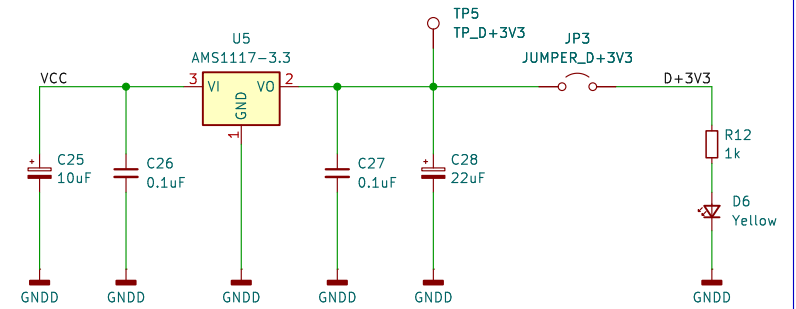 TP5
TP_D+3V3
U5
AMS1117-3.3
JP3
JUMPER_D+3V3
VCC
3
VI
VO
2
D+3V3
GND
1
R12
1k
+
C25
10uF
C26
0.1uF
C27
0.1uF
+
C28
22uF
D6
Yellow
GNDD
GNDD
GNDD
GNDD
GNDD
GNDD